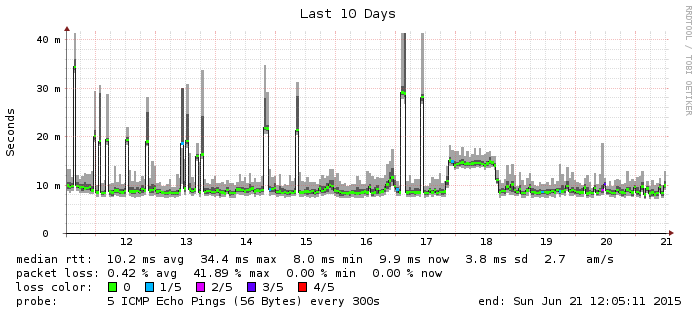 Last 10 Days
RRDTOOL / TOBI OETIKER
Seconds
40 m
30 m
20 m
10 m
0
12 13 14 15 16 17 18 19 20 21
median rtt: 10.2 ms avg 34.4 ms max 8.0 ms min 9.9 ms now 3.8 ms sd 2.7 am/s
packet loss: 0.42 % avg 41.89 % max 0.00 % min 0.00 % now
loss color: 0 1/5 2/5 3/5 4/5
probe: 5 ICMP Echo Pings (56 Bytes) every 300s end: Sun Jun 21 12:05:11 2015